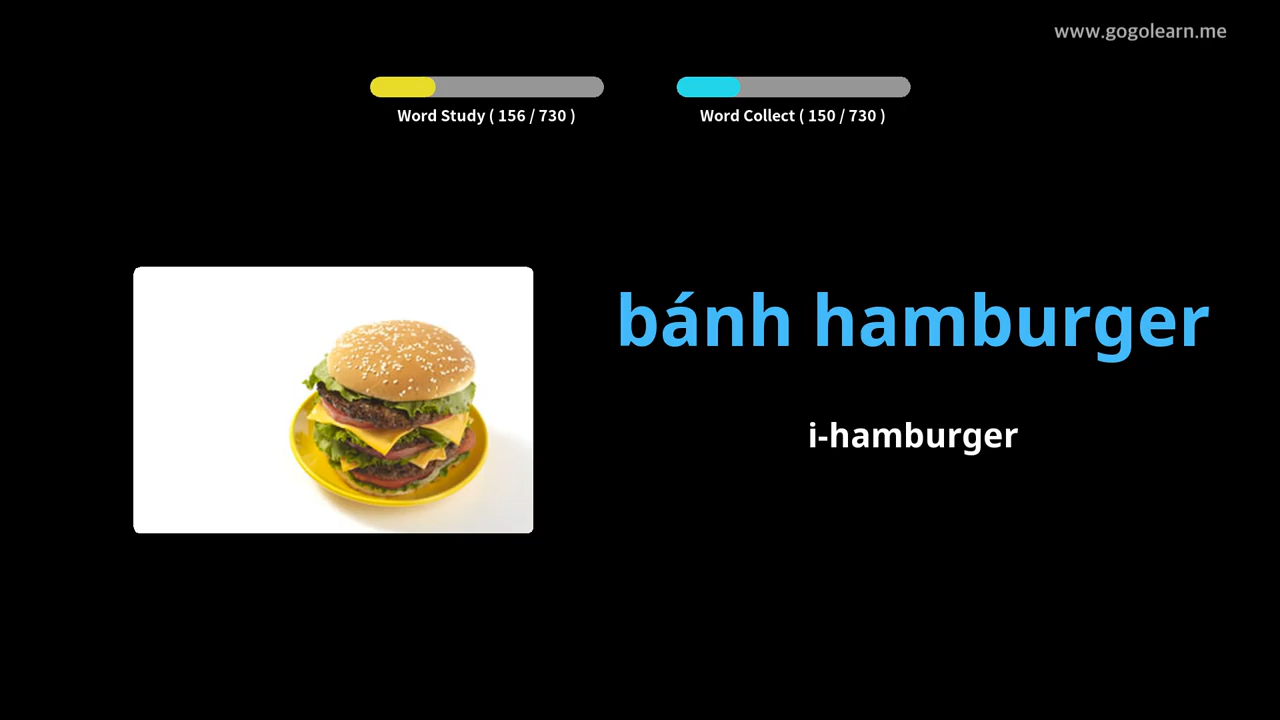 www.gogolearn.me
Word Study ( 156 / 730 )
Word Collect ( 150 / 730 )
bánh hamburger
i-hamburger